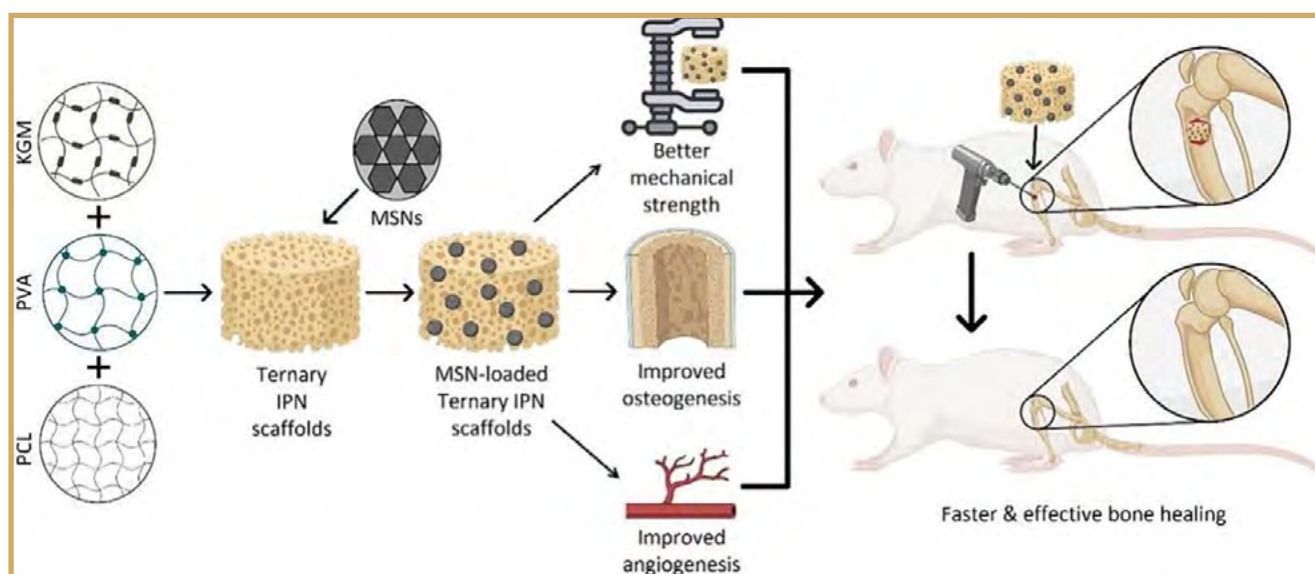 KGM
+
PVA
+
PCL
MSNs
Ternary
IPN
scaffolds
MSN-loaded
Ternary IPN
scaffolds
Better
mechanical
strength
Improved
osteogenesis
Improved
angiogenesis
Faster & effective bone healing